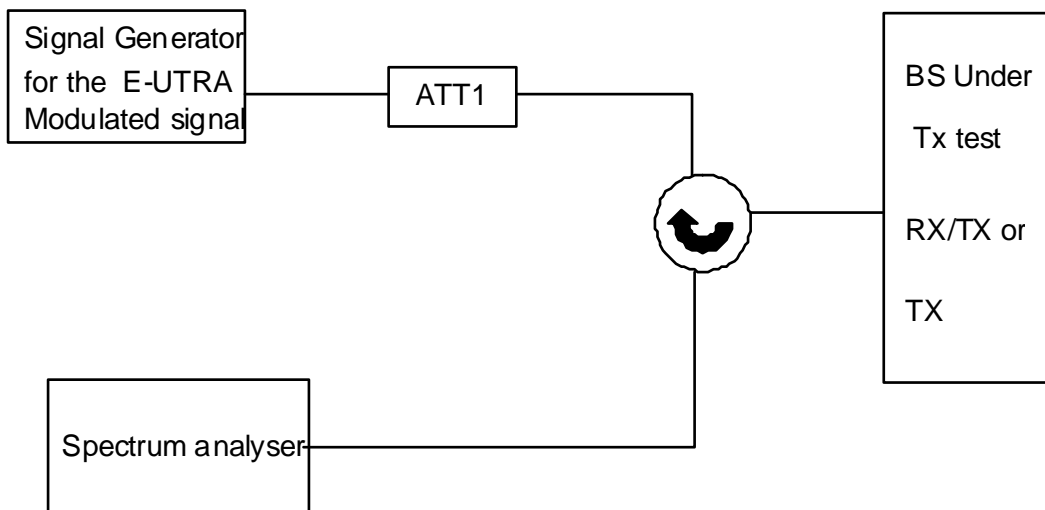 Signal Generator
for the E-UTRA
Modulated signal
ATT1
BS Under
Tx test
RX/TX or
TX
Spectrum analyser